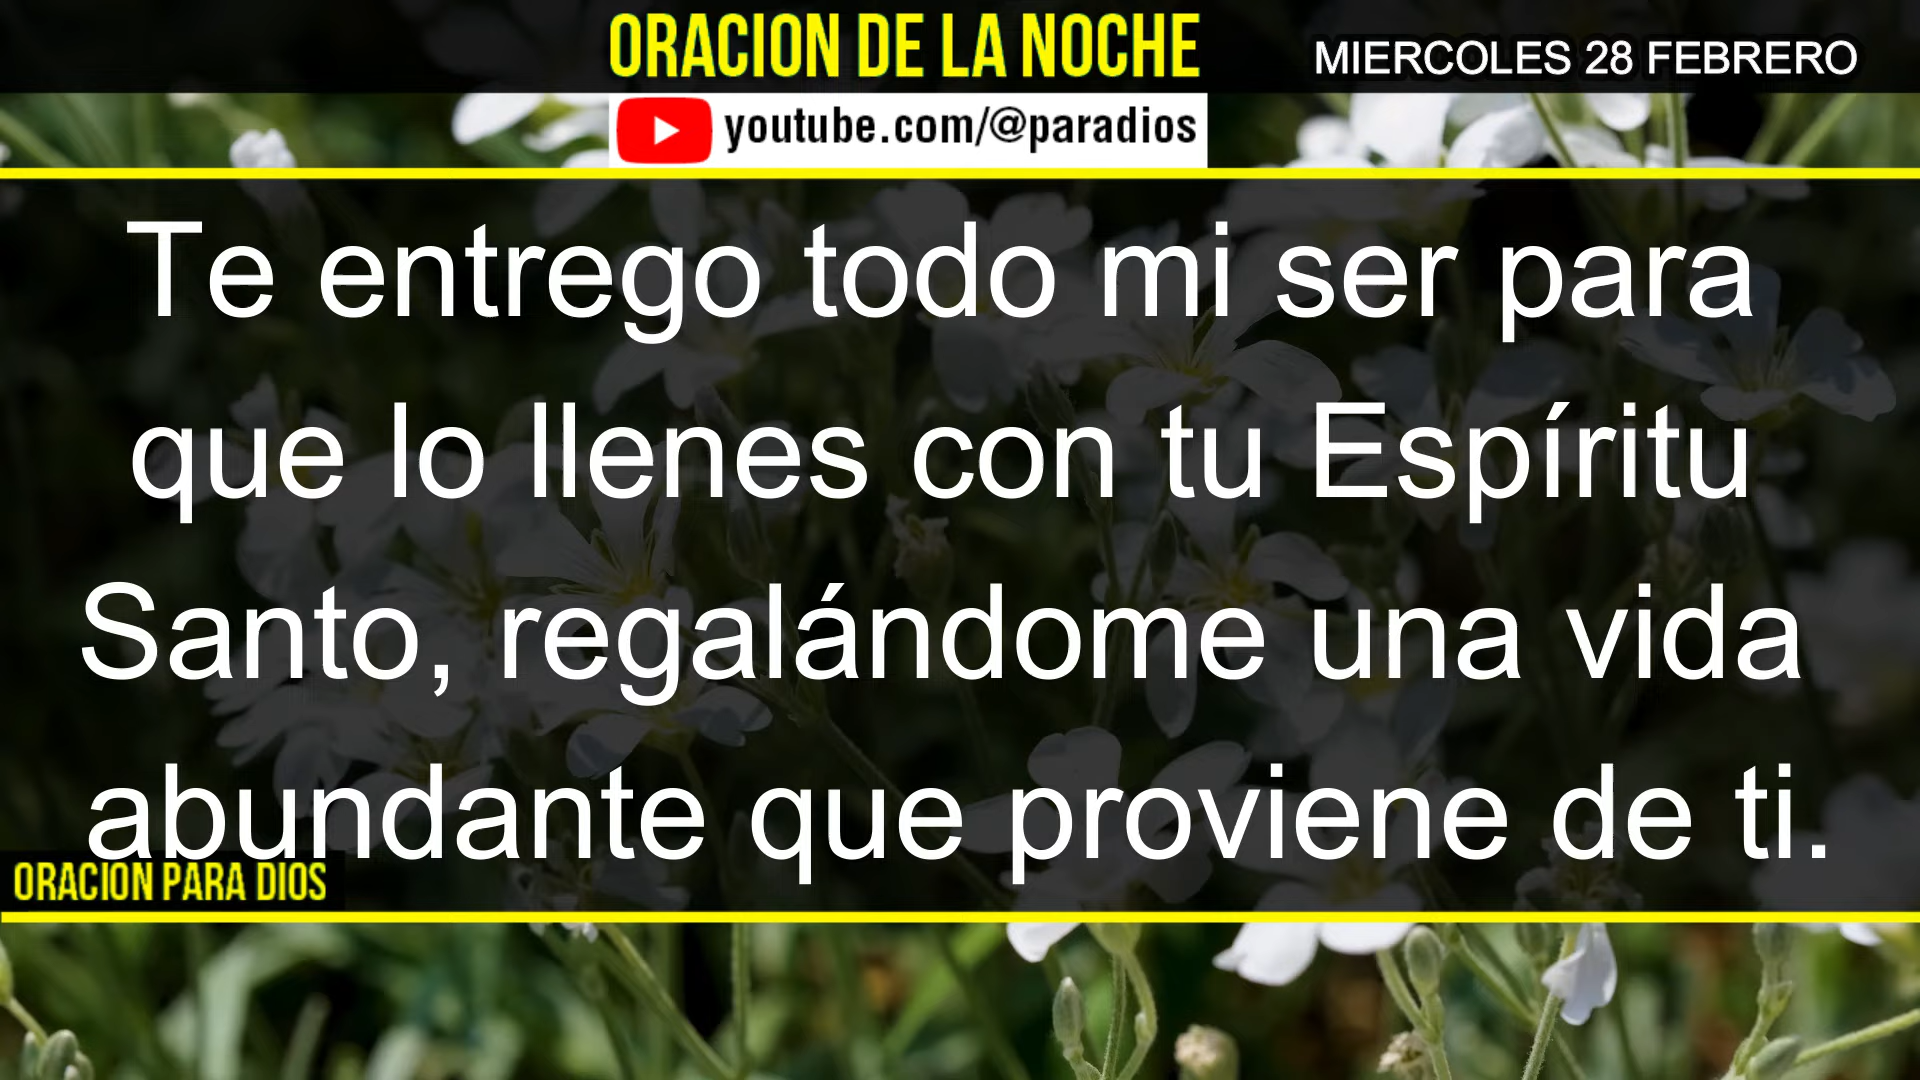 ORACION DE LA NOCHE
MIERCOLES 28 FEBRERO
youtube.com/@paradios
Te entrego todo mi ser para
que lo llenes con tu Espíritu
Santo, regalándome una vida
abundante que proviene de ti.
ORACION PARA DIOS